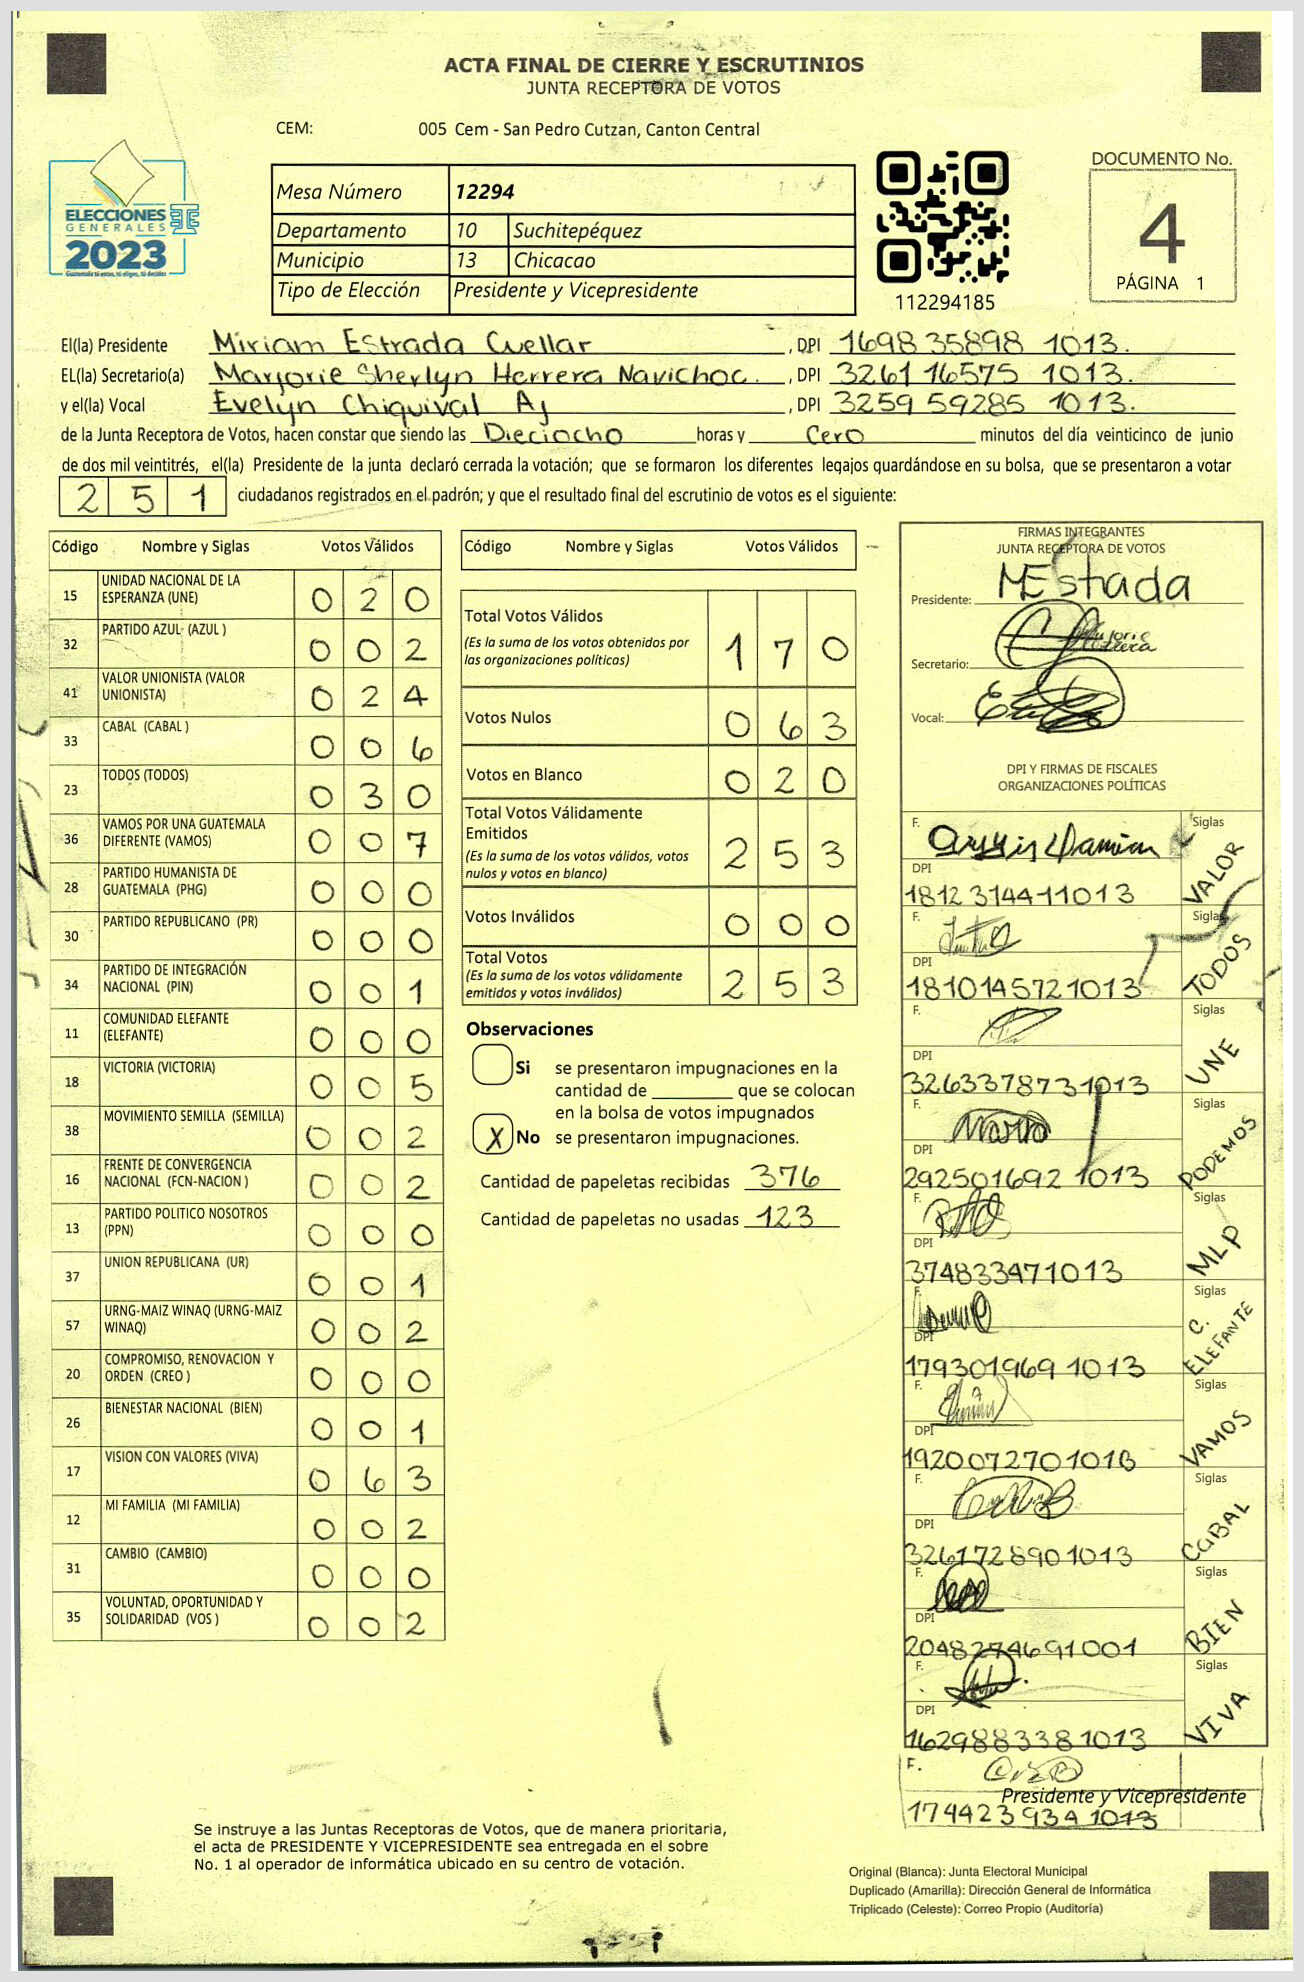 ACTA FINAL DE CIERRE Y ESCRUTINIOS
JUNTA RECEPTORA DE VOTOS
CEM: 005 Cem - San Pedro Cutzan, Canton Central
ELECCIONES
GENERALES
2023
Mesa Número 12294
Departamento 10 Suchitepéquez
Municipio 13 Chicacao
Tipo de Elección Presidente y Vicepresidente
112294185
DOCUMENTO No.
4
PÁGINA 1
El(la) Presidente Miriam Estrada Cuellar, DPI 1698 35898 1013.
EL(la) Secretario(a) Marjorie Sherlyn Herrera Navichoc., DPI 3261 16575 1013.
y el(la) Vocal Evelyn Chiquival Aj, DPI 3259 59285 1013.
de la Junta Receptora de Votos, hacen constar que siendo las Dieciocho horas y Cero minutos del día veinticinco de junio
de dos mil veintitrés, el(la) Presidente de la junta declaró cerrada la votación; que se formaron los diferentes legajos guardándose en su bolsa, que se presentaron a votar
2 5 1 ciudadanos registrados en el padrón; y que el resultado final del escrutinio de votos es el siguiente:
Código Nombre y Siglas Votos Válidos
15 UNIDAD NACIONAL DE LA ESPERANZA (UNE) 0 2 0
32 PARTIDO AZUL (AZUL ) 0 0 2
41 VALOR UNIONISTA (VALOR UNIONISTA) 0 2 4
33 CABAL (CABAL ) 0 0 6
23 TODOS (TODOS) 0 3 0
36 VAMOS POR UNA GUATEMALA DIFERENTE (VAMOS) 0 0 7
28 PARTIDO HUMANISTA DE GUATEMALA (PHG) 0 0 0
30 PARTIDO REPUBLICANO (PR) 0 0 0
34 PARTIDO DE INTEGRACIÓN NACIONAL (PIN) 0 0 1
11 COMUNIDAD ELEFANTE (ELEFANTE) 0 0 0
18 VICTORIA (VICTORIA) 0 0 5
38 MOVIMIENTO SEMILLA (SEMILLA) 0 0 2
16 FRENTE DE CONVERGENCIA NACIONAL (FCN-NACION ) 0 0 2
13 PARTIDO POLITICO NOSOTROS (PPN) 0 0 0
37 UNION REPUBLICANA (UR) 0 0 1
57 URNG-MAIZ WINAQ (URNG-MAIZ WINAQ) 0 0 2
20 COMPROMISO, RENOVACION Y ORDEN (CREO ) 0 0 0
26 BIENESTAR NACIONAL (BIEN) 0 0 1
17 VISION CON VALORES (VIVA) 0 6 3
12 MI FAMILIA (MI FAMILIA) 0 0 2
31 CAMBIO (CAMBIO) 0 0 0
35 VOLUNTAD, OPORTUNIDAD Y SOLIDARIDAD (VOS ) 0 0 2
Código Nombre y Siglas Votos Válidos
Total Votos Válidos 1 7 0
(Es la suma de los votos obtenidos por
las organizaciones políticas)
Votos Nulos 0 6 3
Votos en Blanco 0 2 0
Total Votos Válidamente
Emitidos 2 5 3
(Es la suma de los votos válidos, votos
nulos y votos en blanco)
Votos Inválidos 0 0 0
Total Votos 2 5 3
(Es la suma de los votos válidamente
emitidos y votos inválidos)
Observaciones
Si se presentaron impugnaciones en la
cantidad de ________ que se colocan
en la bolsa de votos impugnados
X No se presentaron impugnaciones.
Cantidad de papeletas recibidas 376
Cantidad de papeletas no usadas 123
FIRMAS INTEGRANTES
JUNTA RECEPTORA DE VOTOS
Presidente: MEstrada
Secretario:
Vocal:
DPI Y FIRMAS DE FISCALES
ORGANIZACIONES POLÍTICAS
F. Siglas
DPI
1812 314411013 VALOR
F. Siglas
DPI
1810145721013 TODOS
F. Siglas
DPI
3263378731013 UNE
F. Siglas
DPI
292501692 1013 PODEMOS
F. Siglas
DPI
374833471013 MLP
F. Siglas
DPI
179301969 1013 C. ELEFANTE
F. Siglas
DPI
1920072701013 VAMOS
F. Siglas
DPI
3261728901013 CABAL
F. Siglas
DPI
2048274691001 BIEN
F. Siglas
DPI
1629883381013 VIVA
F.
Presidente y Vicepresidente
174423934 1013
Se instruye a las Juntas Receptoras de Votos, que de manera prioritaria,
el acta de PRESIDENTE Y VICEPRESIDENTE sea entregada en el sobre
No. 1 al operador de informática ubicado en su centro de votación.
Original (Blanca): Junta Electoral Municipal
Duplicado (Amarilla): Dirección General de Informática
Triplicado (Celeste): Correo Propio (Auditoría)